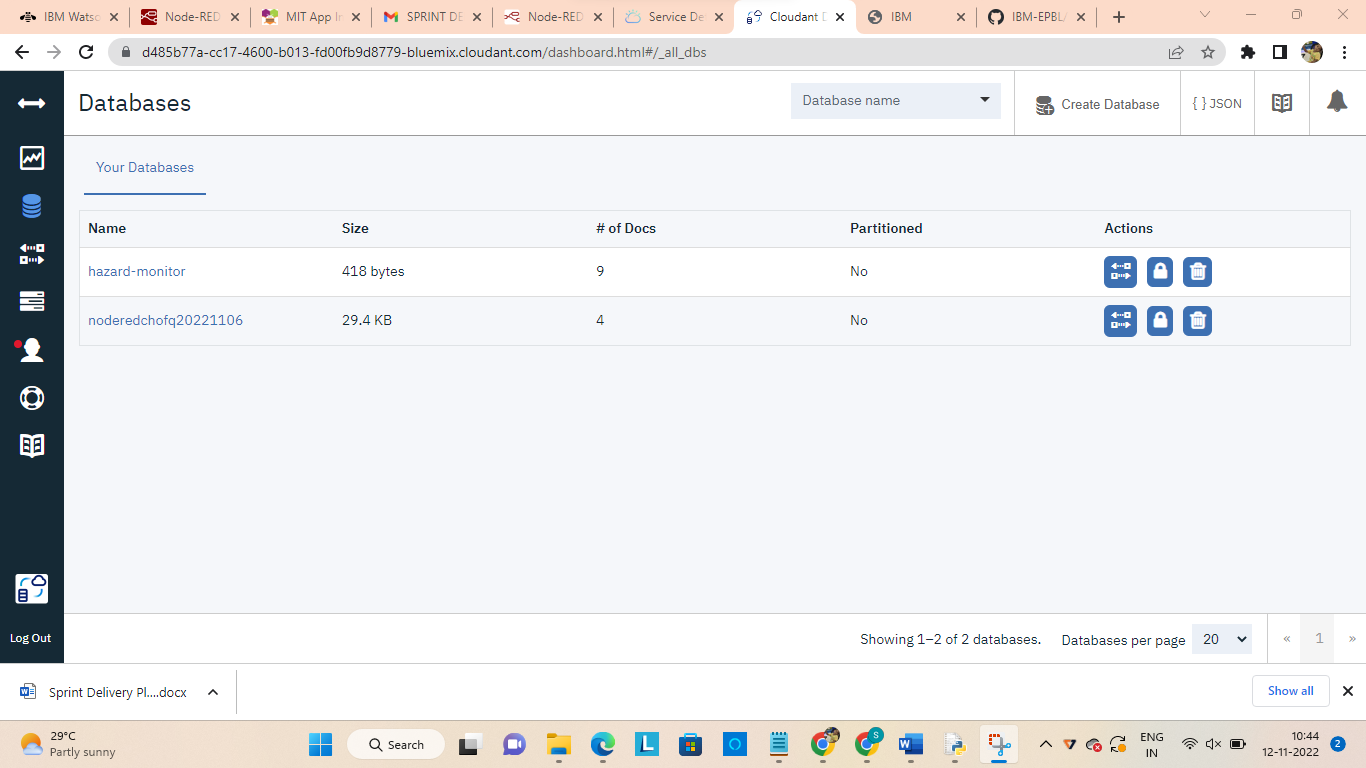 IBM Watso
Node-RED
MIT App In
SPRINT DE
Node-RED
Service De
Cloudant D
IBM
IBM-EPBL/
d485b77a-cc17-4600-b013-fd00fb9d8779-bluemix.cloudant.com/dashboard.html#/_all_dbs
Databases
Database name
Create Database
{ } JSON
Your Databases
Name Size # of Docs Partitioned Actions
hazard-monitor 418 bytes 9 No
noderedchofq20221106 29.4 KB 4 No
Log Out
Showing 1–2 of 2 databases. Databases per page 20 « 1 »
Sprint Delivery Pl....docx
Show all
29°C
Partly sunny
Search
L
S
ENG
IN
10:44
12-11-2022
2